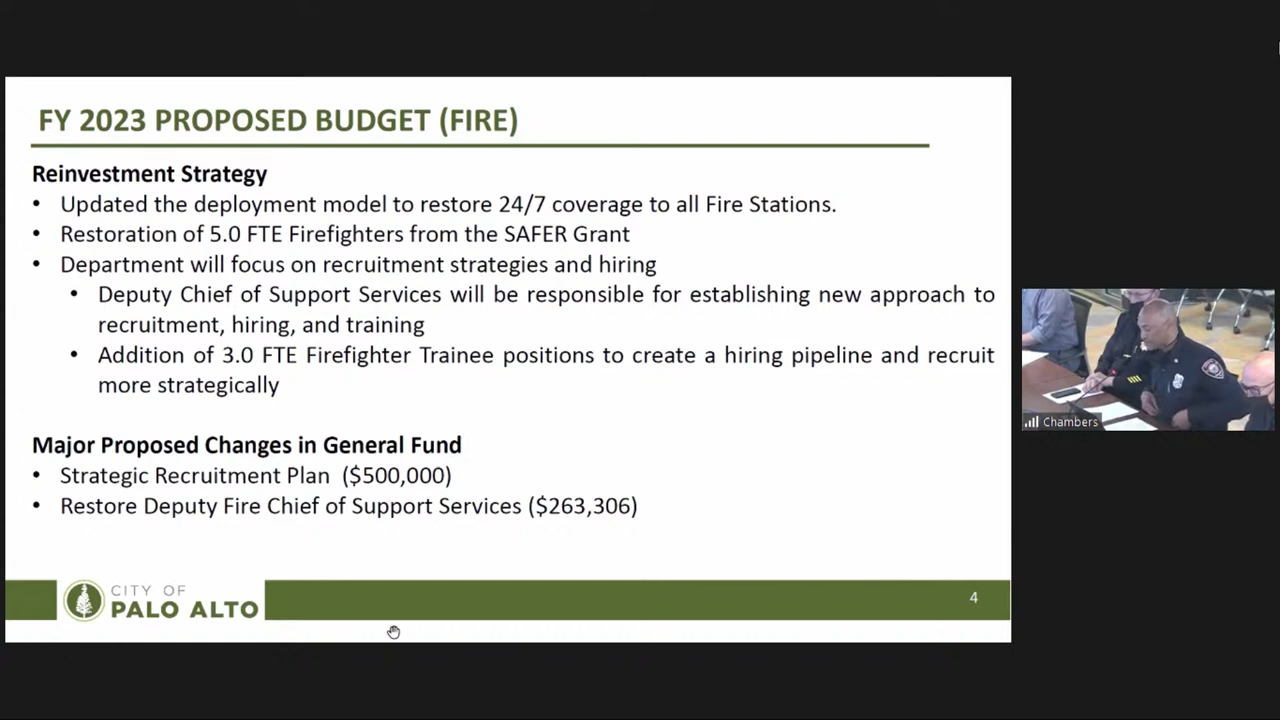 FY 2023 PROPOSED BUDGET (FIRE)
Reinvestment Strategy
• Updated the deployment model to restore 24/7 coverage to all Fire Stations.
• Restoration of 5.0 FTE Firefighters from the SAFER Grant
• Department will focus on recruitment strategies and hiring
• Deputy Chief of Support Services will be responsible for establishing new approach to
recruitment, hiring, and training
• Addition of 3.0 FTE Firefighter Trainee positions to create a hiring pipeline and recruit
more strategically
Major Proposed Changes in General Fund
• Strategic Recruitment Plan ($500,000)
• Restore Deputy Fire Chief of Support Services ($263,306)
CITY OF
PALO ALTO
4
Chambers